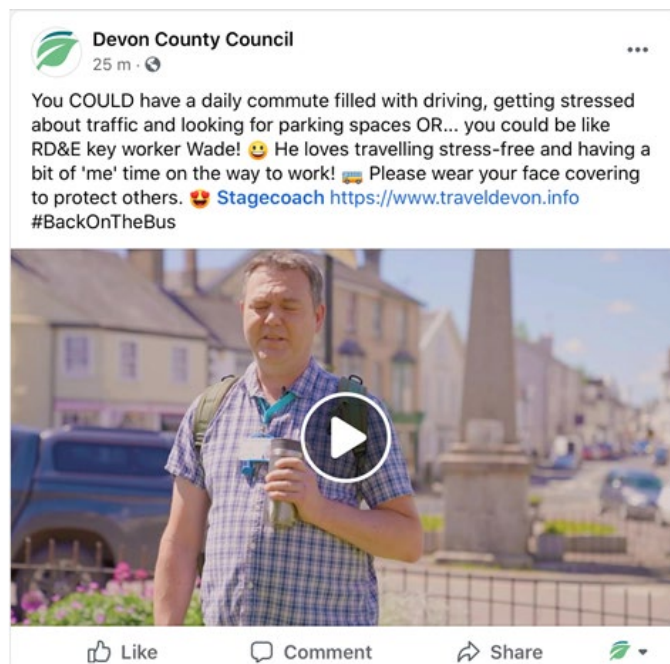 Devon County Council
25 m ·
You COULD have a daily commute filled with driving, getting stressed
about traffic and looking for parking spaces OR... you could be like
RD&E key worker Wade! 😀 He loves travelling stress-free and having a
bit of 'me' time on the way to work! 🚌 Please wear your face covering
to protect others. 😍 Stagecoach https://www.traveldevon.info
#BackOnTheBus
Like Comment Share